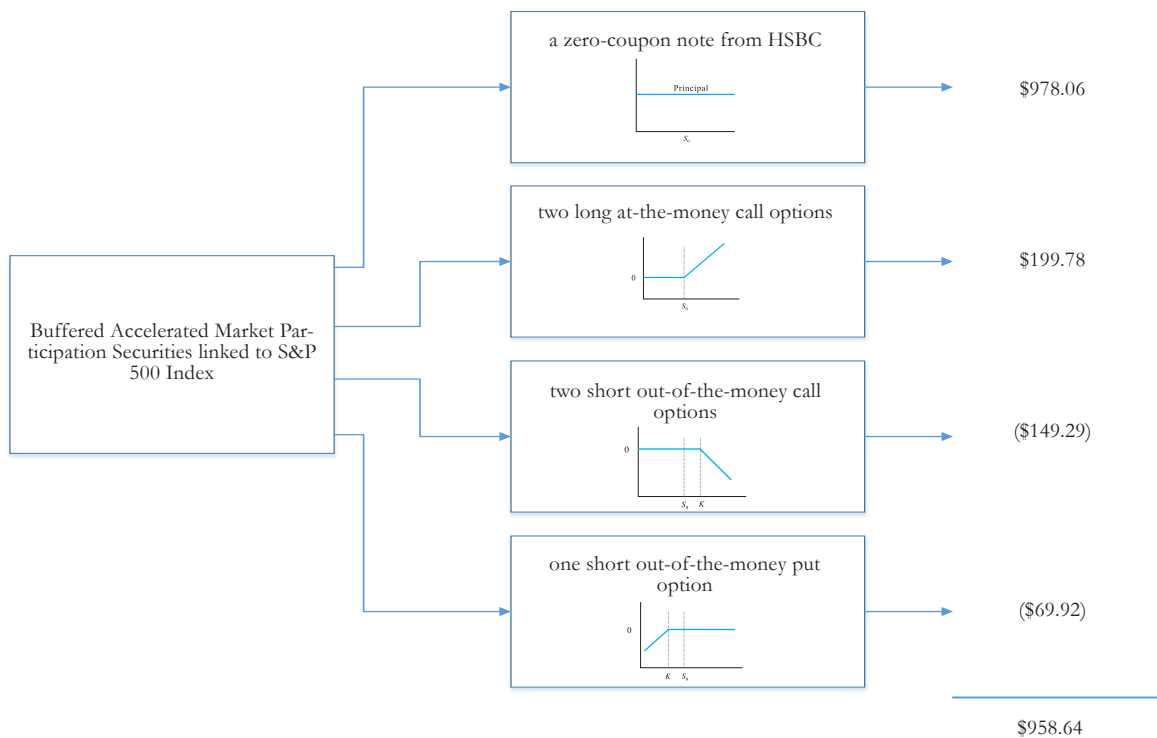 a zero-coupon note from HSBC
Principal
S₀
$978.06
two long at-the-money call options
0
S₀
$199.78
Buffered Accelerated Market Par-
ticipation Securities linked to S&P
500 Index
two short out-of-the-money call
options
0
S₀ K
($149.29)
one short out-of-the-money put
option
0
K S₀
($69.92)
$958.64